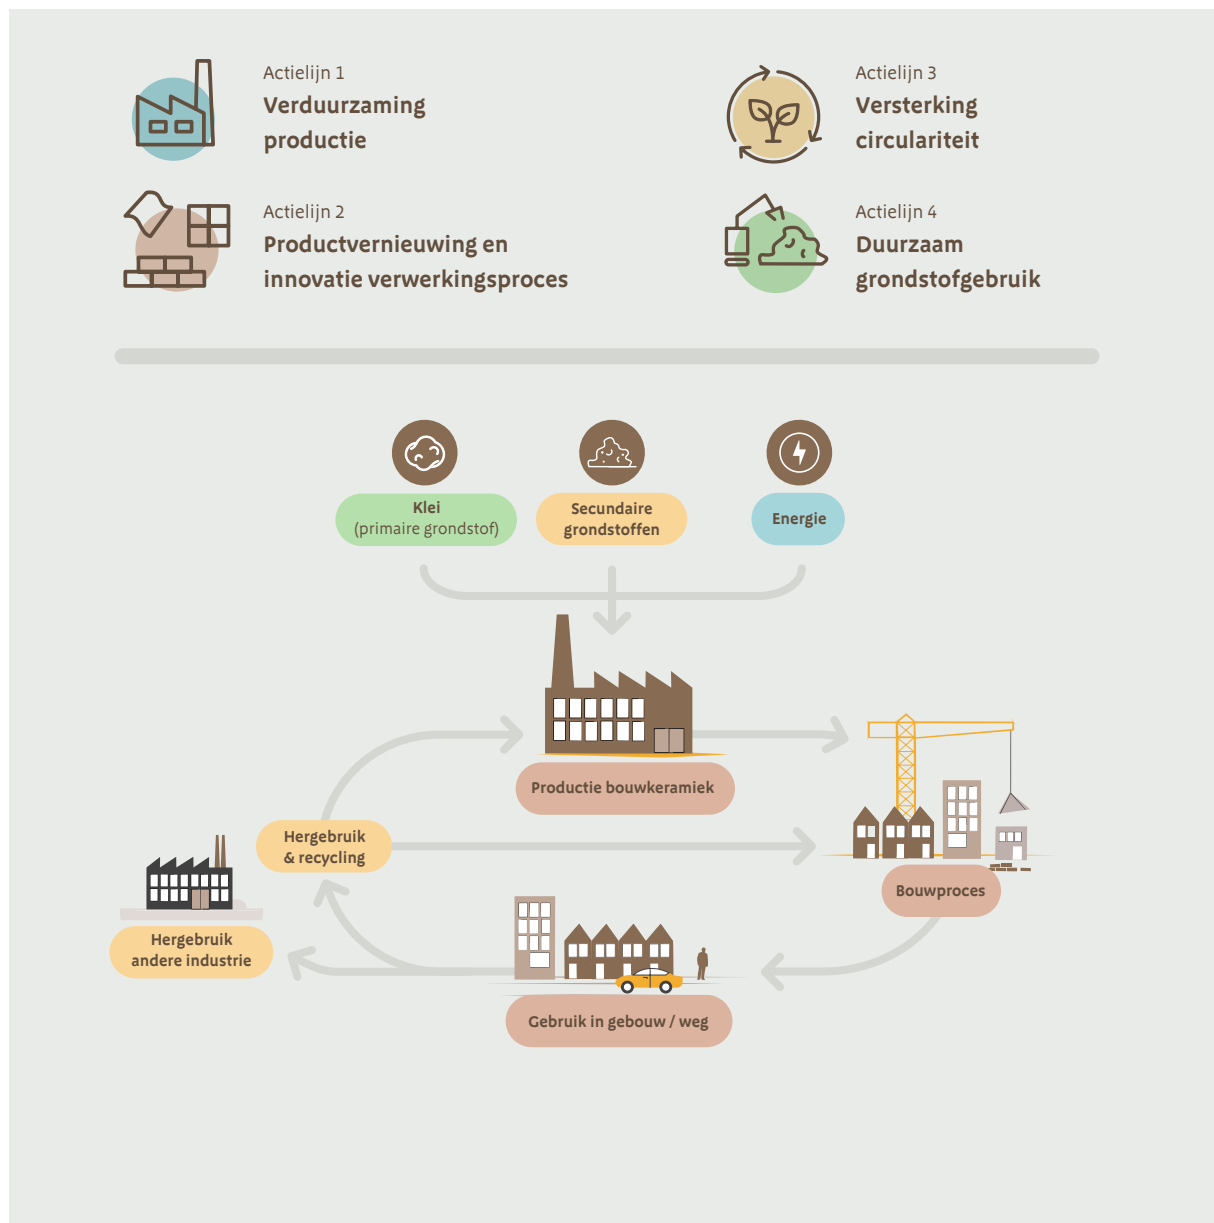 Actielijn 1
Verduurzaming
productie
Actielijn 2
Productvernieuwing en
innovatie verwerkingsproces
Actielijn 3
Versterking
circulariteit
Actielijn 4
Duurzaam
grondstofgebruik
Klei
(primaire grondstof)
Secundaire
grondstoffen
Energie
Productie bouwkeramiek
Hergebruik
& recycling
Bouwproces
Hergebruik
andere industrie
Gebruik in gebouw / weg